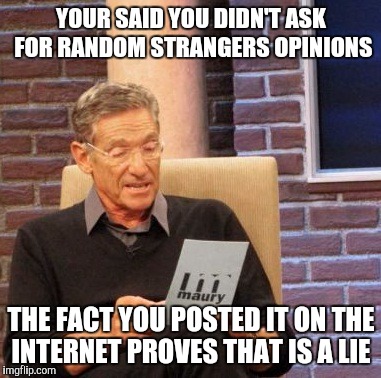 YOUR SAID YOU DIDN'T ASK
FOR RANDOM STRANGERS OPINIONS
maury
THE FACT YOU POSTED IT ON THE
INTERNET PROVES THAT IS A LIE
imgflip.com